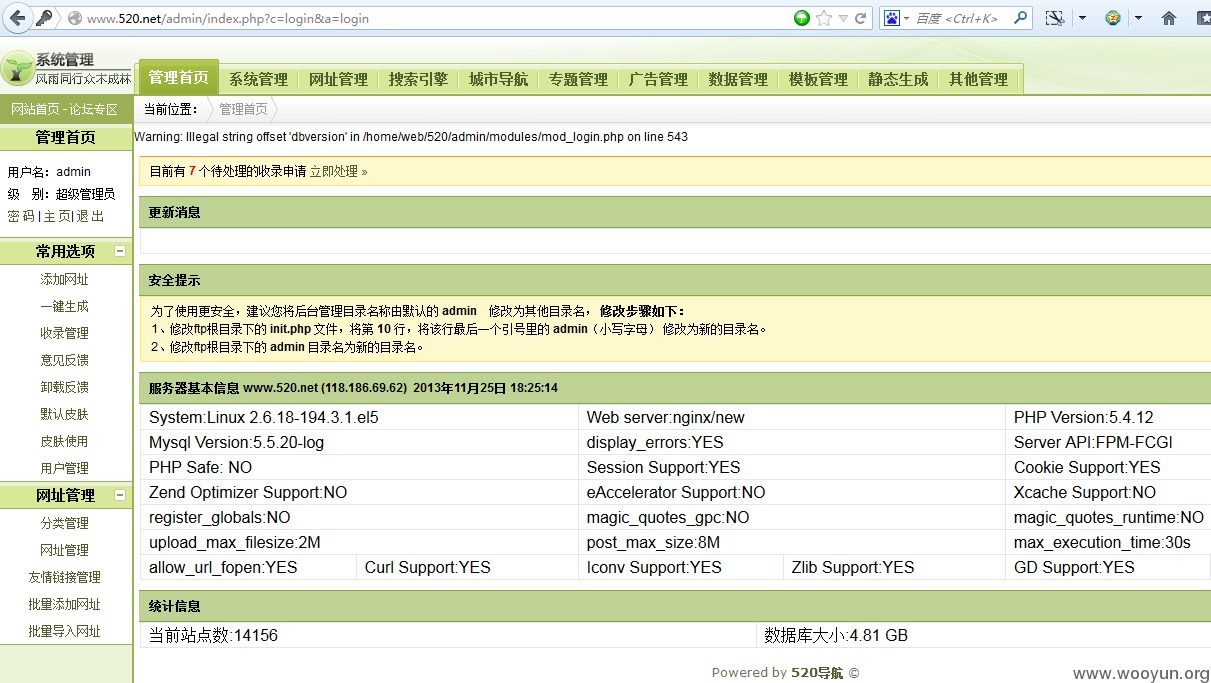 www.520.net/admin/index.php?c=login&a=login
百度 <Ctrl+K>
系统管理
风雨同行众木成林
管理首页 系统管理 网址管理 搜索引擎 城市导航 专题管理 广告管理 数据管理 模板管理 静态生成 其他管理
网站首页 - 论坛专区
当前位置： 管理首页
管理首页
Warning: Illegal string offset 'dbversion' in /home/web/520/admin/modules/mod_login.php on line 543
用户名：admin
级 别：超级管理员
密 码 | 主 页 | 退 出
目前有 7 个待处理的收录申请 立即处理 »
更新消息
常用选项
添加网址
一键生成
收录管理
意见反馈
卸载反馈
默认皮肤
皮肤使用
用户管理
网址管理
分类管理
网址管理
友情链接管理
批量添加网址
批量导入网址
安全提示
为了使用更安全，建议您将后台管理目录名称由默认的 admin 修改为其他目录名，修改步骤如下：
1、修改ftp根目录下的 init.php 文件，将第 10 行，将该行最后一个引号里的 admin（小写字母） 修改为新的目录名。
2、修改ftp根目录下的 admin 目录名为新的目录名。
服务器基本信息 www.520.net (118.186.69.62) 2013年11月25日 18:25:14
System:Linux 2.6.18-194.3.1.el5 Web server:nginx/new PHP Version:5.4.12
Mysql Version:5.5.20-log display_errors:YES Server API:FPM-FCGI
PHP Safe: NO Session Support:YES Cookie Support:YES
Zend Optimizer Support:NO eAccelerator Support:NO Xcache Support:NO
register_globals:NO magic_quotes_gpc:NO magic_quotes_runtime:NO
upload_max_filesize:2M post_max_size:8M max_execution_time:30s
allow_url_fopen:YES Curl Support:YES Iconv Support:YES Zlib Support:YES GD Support:YES
统计信息
当前站点数:14156 数据库大小:4.81 GB
Powered by 520导航 ©
www.wooyun.org